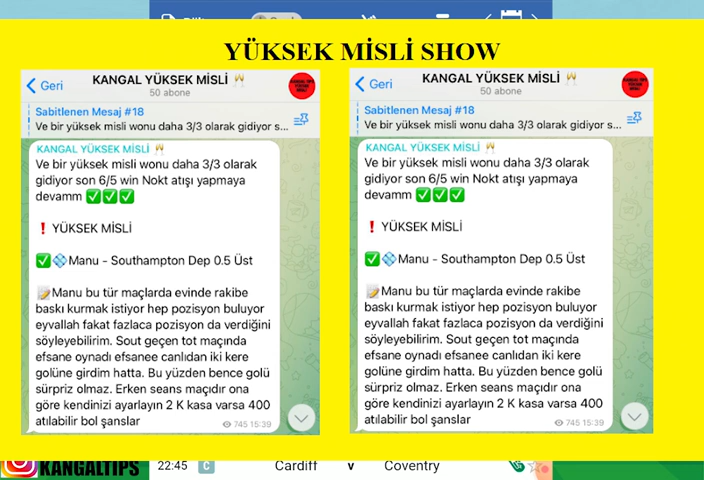 YÜKSEK MİSLİ SHOW
Geri
KANGAL YÜKSEK MİSLİ
50 abone
Sabitlenen Mesaj #18
Ve bir yüksek misli wonu daha 3/3 olarak gidiyor s...
KANGAL YÜKSEK MİSLİ
Ve bir yüksek misli wonu daha 3/3 olarak
gidiyor son 6/5 win Nokt atışı yapmaya
devamm ✅✅✅
❗ YÜKSEK MİSLİ
✅💠Manu - Southampton Dep 0.5 Üst
📝Manu bu tür maçlarda evinde rakibe
baskı kurmak istiyor hep pozisyon buluyor
eyvallah fakat fazlaca pozisyon da verdiğini
söyleyebilirim. Sout geçen tot maçında
efsane oynadı efsanee canlıdan iki kere
golüne girdim hatta. Bu yüzden bence golü
sürpriz olmaz. Erken seans maçıdır ona
göre kendinizi ayarlayın 2 K kasa varsa 400
atılabilir bol şanslar
745 15:39
Geri
KANGAL YÜKSEK MİSLİ
50 abone
Sabitlenen Mesaj #18
Ve bir yüksek misli wonu daha 3/3 olarak gidiyor s...
KANGAL YÜKSEK MİSLİ
Ve bir yüksek misli wonu daha 3/3 olarak
gidiyor son 6/5 win Nokt atışı yapmaya
devamm ✅✅✅
❗ YÜKSEK MİSLİ
✅💠Manu - Southampton Dep 0.5 Üst
📝Manu bu tür maçlarda evinde rakibe
baskı kurmak istiyor hep pozisyon buluyor
eyvallah fakat fazlaca pozisyon da verdiğini
söyleyebilirim. Sout geçen tot maçında
efsane oynadı efsanee canlıdan iki kere
golüne girdim hatta. Bu yüzden bence golü
sürpriz olmaz. Erken seans maçıdır ona
göre kendinizi ayarlayın 2 K kasa varsa 400
atılabilir bol şanslar
745 15:39
KANGALTIPS
22:45 C Cardiff v Coventry